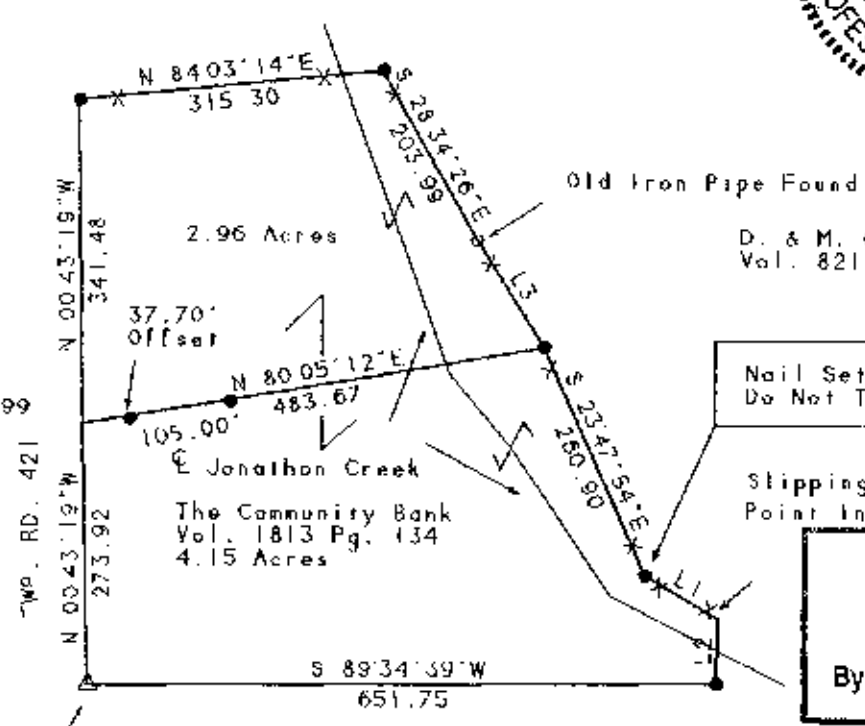 OFES
N 84 03'14"E
315 30
S 28 34'26"E
203.99
Old Iron Pipe Found
D. & M.
Vol. 821
N 00 43'19"W
341.48
2.96 Acres
L3
37.70'
Offset
N 80 05'12"E
483.67
105.00'
Nail Set
Do Not T
99
TWP. RD. 421
S 23'47'54"E
260.90
℄ Jonathon Creek
The Community Bank
Vol. 1813 Pg. 134
4.15 Acres
N 00 43'19"W
273.92
Point In
L1
S 89'34'39"W
651.75
By